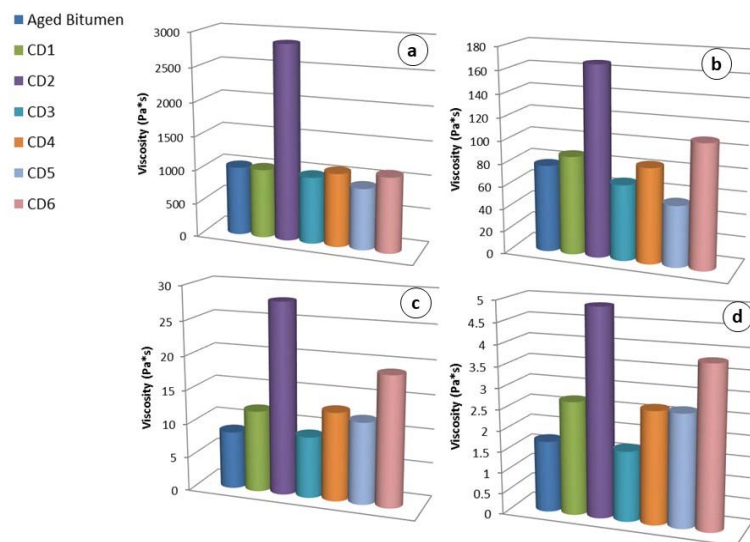 Aged Bitumen
CD1
CD2
CD3
CD4
CD5
CD6
a
Viscosity (Pa*s)
3000
2500
2000
1500
1000
500
0
b
Viscosity (Pa*s)
180
160
140
120
100
80
60
40
20
0
c
Viscosity (Pa*s)
30
25
20
15
10
5
0
d
Viscosity (Pa*s)
5
4.5
4
3.5
3
2.5
2
1.5
1
0.5
0